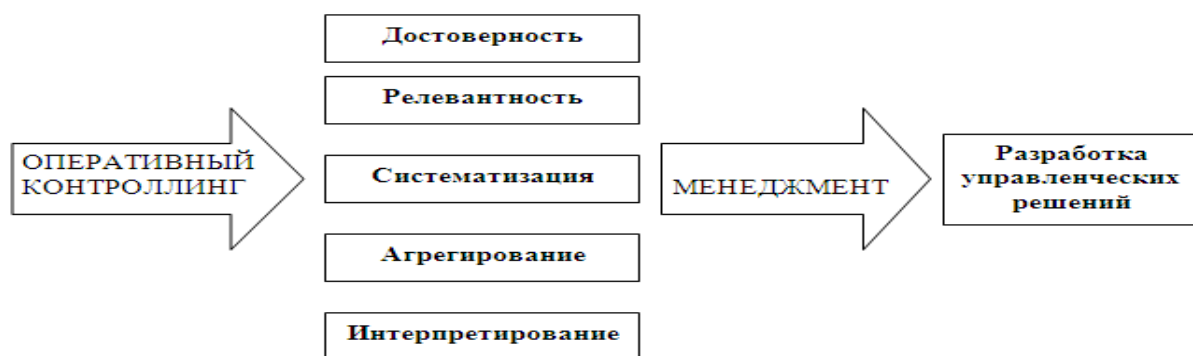 ОПЕРАТИВНЫЙ
КОНТРОЛЛИНГ
Достоверность
Релевантность
Систематизация
Агрегирование
Интерпретирование
МЕНЕДЖМЕНТ
Разработка
управленческих
решений